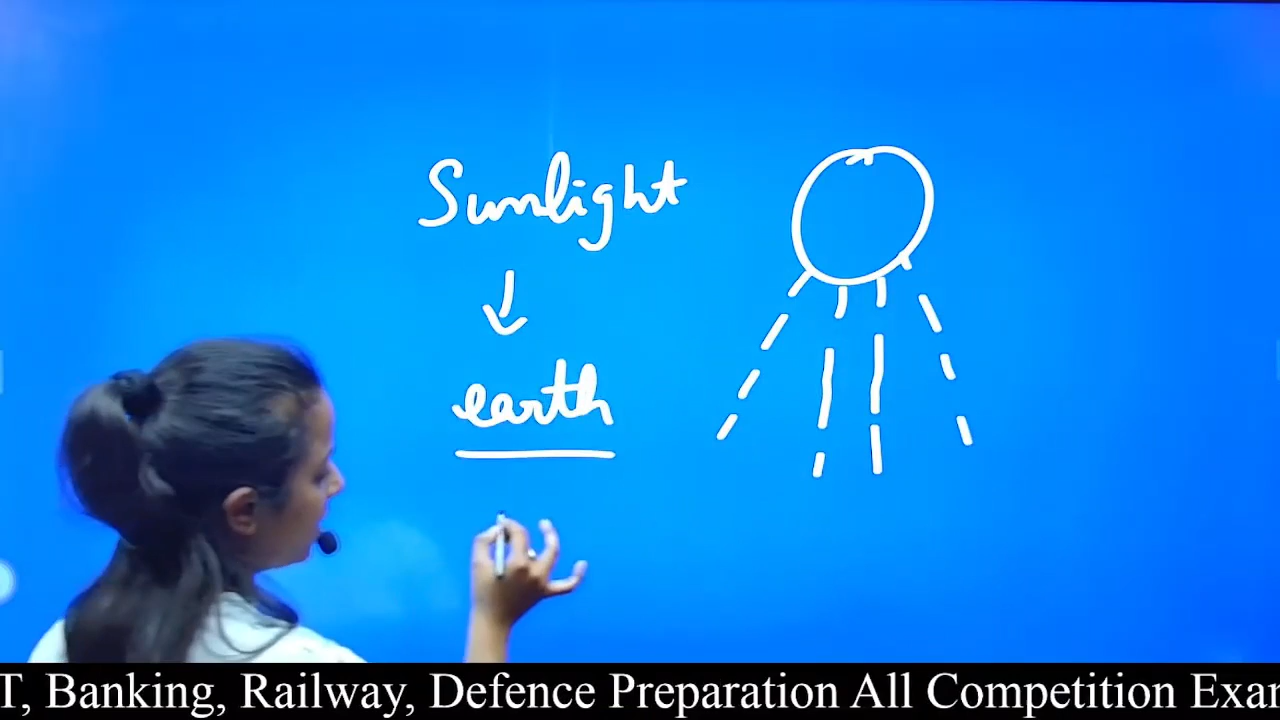 Sunlight
earth
T, Banking, Railway, Defence Preparation All Competition Exar